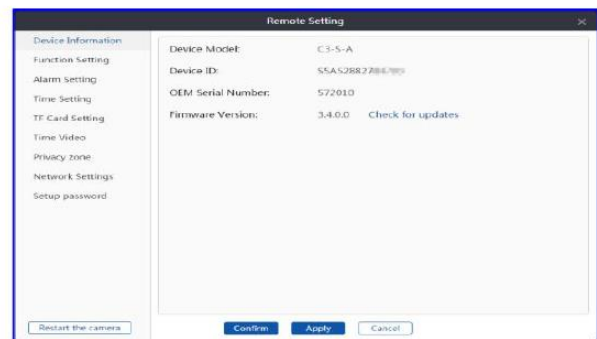 Remote Setting
Device Information
Function Setting
Alarm Setting
Time Setting
TF Card Setting
Time Video
Privacy zone
Network Settings
Setup password
Restart the camera
Device Model: C3-S-A
Device ID:
OEM Serial Number: 572010
Firmware Version: 3.4.0.0 Check for updates
Confirm Apply Cancel